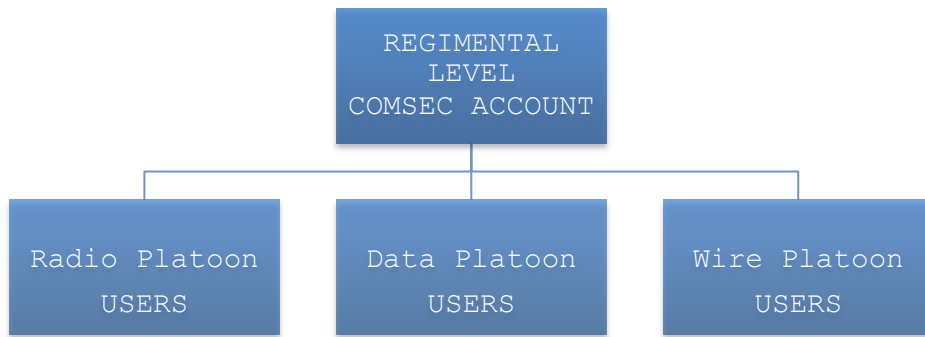 REGIMENTAL
LEVEL
COMSEC ACCOUNT
Radio Platoon
USERS
Data Platoon
USERS
Wire Platoon
USERS